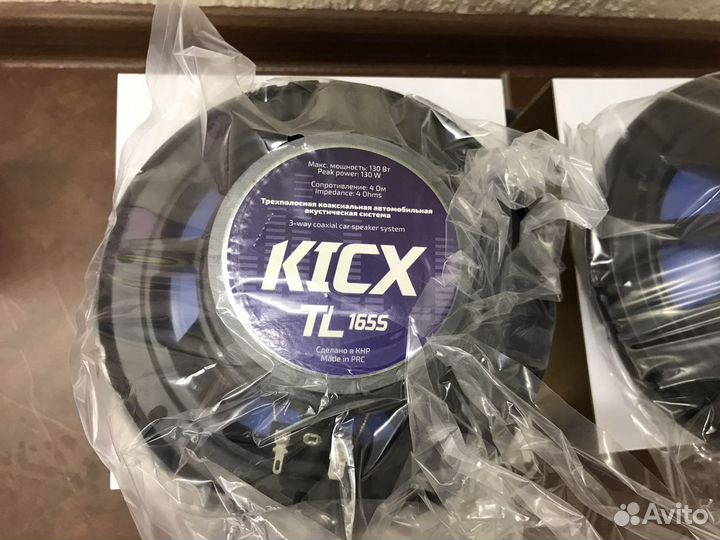 Макс. мощность: 130 Вт
Peak power: 130 W
Сопротивление: 4 Ом
Impedance: 4 Ohms
Трехполосная коаксиальная автомобильная
акустическая система
3-way coaxial car speaker system
KICX
TL 165S
Сделано в КНР
Made in PRC
Avito